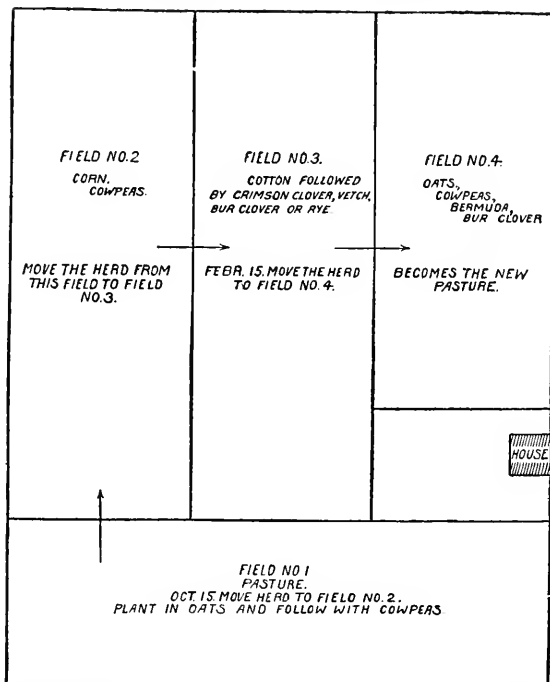 FIELD NO.2
CORN.
COWPEAS.
MOVE THE HERD FROM
THIS FIELD TO FIELD
NO.3.
FIELD NO.3.
COTTON FOLLOWED
BY CRIMSON CLOVER, VETCH,
BUR CLOVER OR RYE
FEBR. 15. MOVE THE HERD
TO FIELD NO.4.
FIELD NO.4.
OATS,
COWPEAS,
BERMUDA,
BUR CLOVER
BECOMES THE NEW
PASTURE.
HOUSE
FIELD NO 1
PASTURE.
OCT. 15. MOVE HERD TO FIELD NO.2.
PLANT IN OATS AND FOLLOW WITH COWPEAS